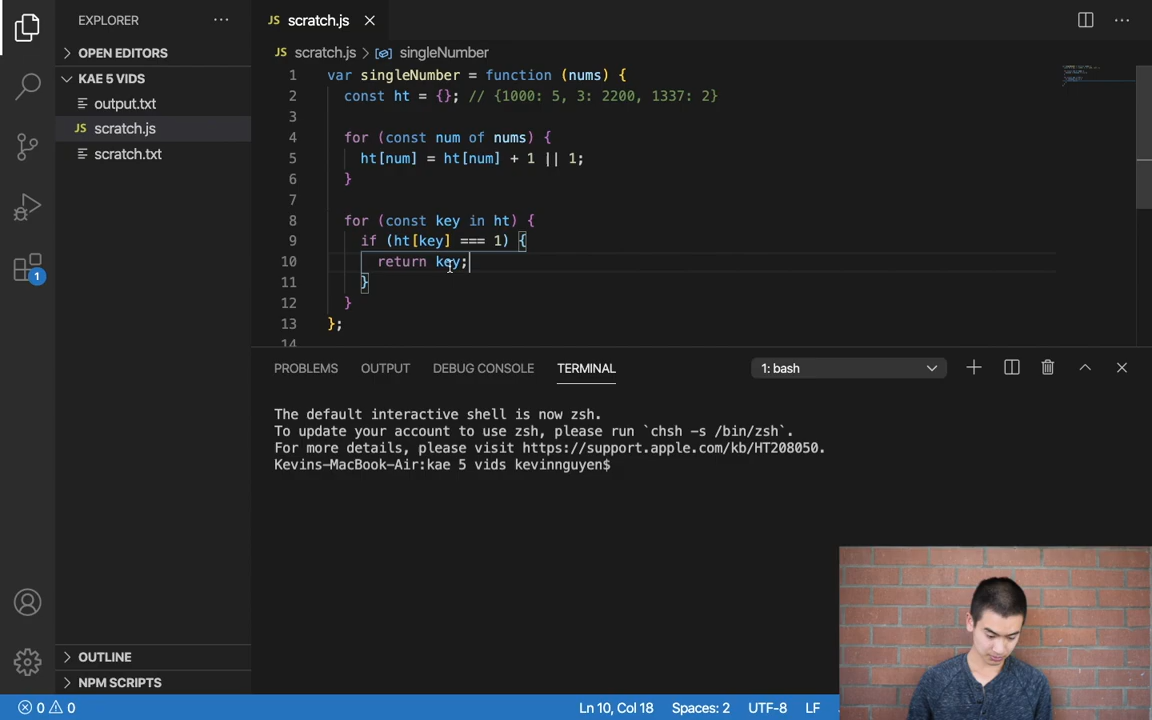 EXPLORER ...
JS scratch.js ×
...
OPEN EDITORS
JS scratch.js > singleNumber
KAE 5 VIDS
output.txt
JS scratch.js
scratch.txt
1 var singleNumber = function (nums) {
2 const ht = {}; // {1000: 5, 3: 2200, 1337: 2}
3
4 for (const num of nums) {
5 ht[num] = ht[num] + 1 || 1;
6 }
7
8 for (const key in ht) {
9 if (ht[key] === 1) {
10 return key;
11 }
12 }
13 };
14
1
PROBLEMS OUTPUT DEBUG CONSOLE TERMINAL 1: bash
The default interactive shell is now zsh.
To update your account to use zsh, please run `chsh -s /bin/zsh`.
For more details, please visit https://support.apple.com/kb/HT208050.
Kevins-MacBook-Air:kae 5 vids kevinnguyen$
OUTLINE
NPM SCRIPTS
0 0 Ln 10, Col 18 Spaces: 2 UTF-8 LF